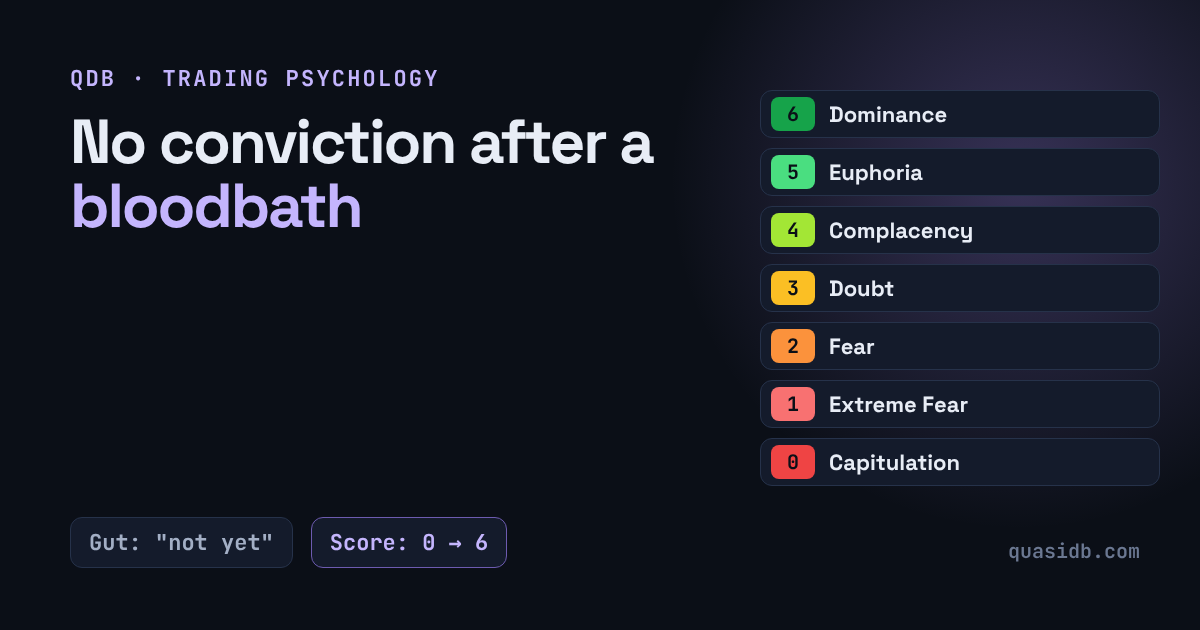 QDB · TRADING PSYCHOLOGY
No conviction after a
bloodbath
6 Dominance
5 Euphoria
4 Complacency
3 Doubt
2 Fear
1 Extreme Fear
0 Capitulation
Gut: "not yet"
Score: 0 → 6
quasidb.com